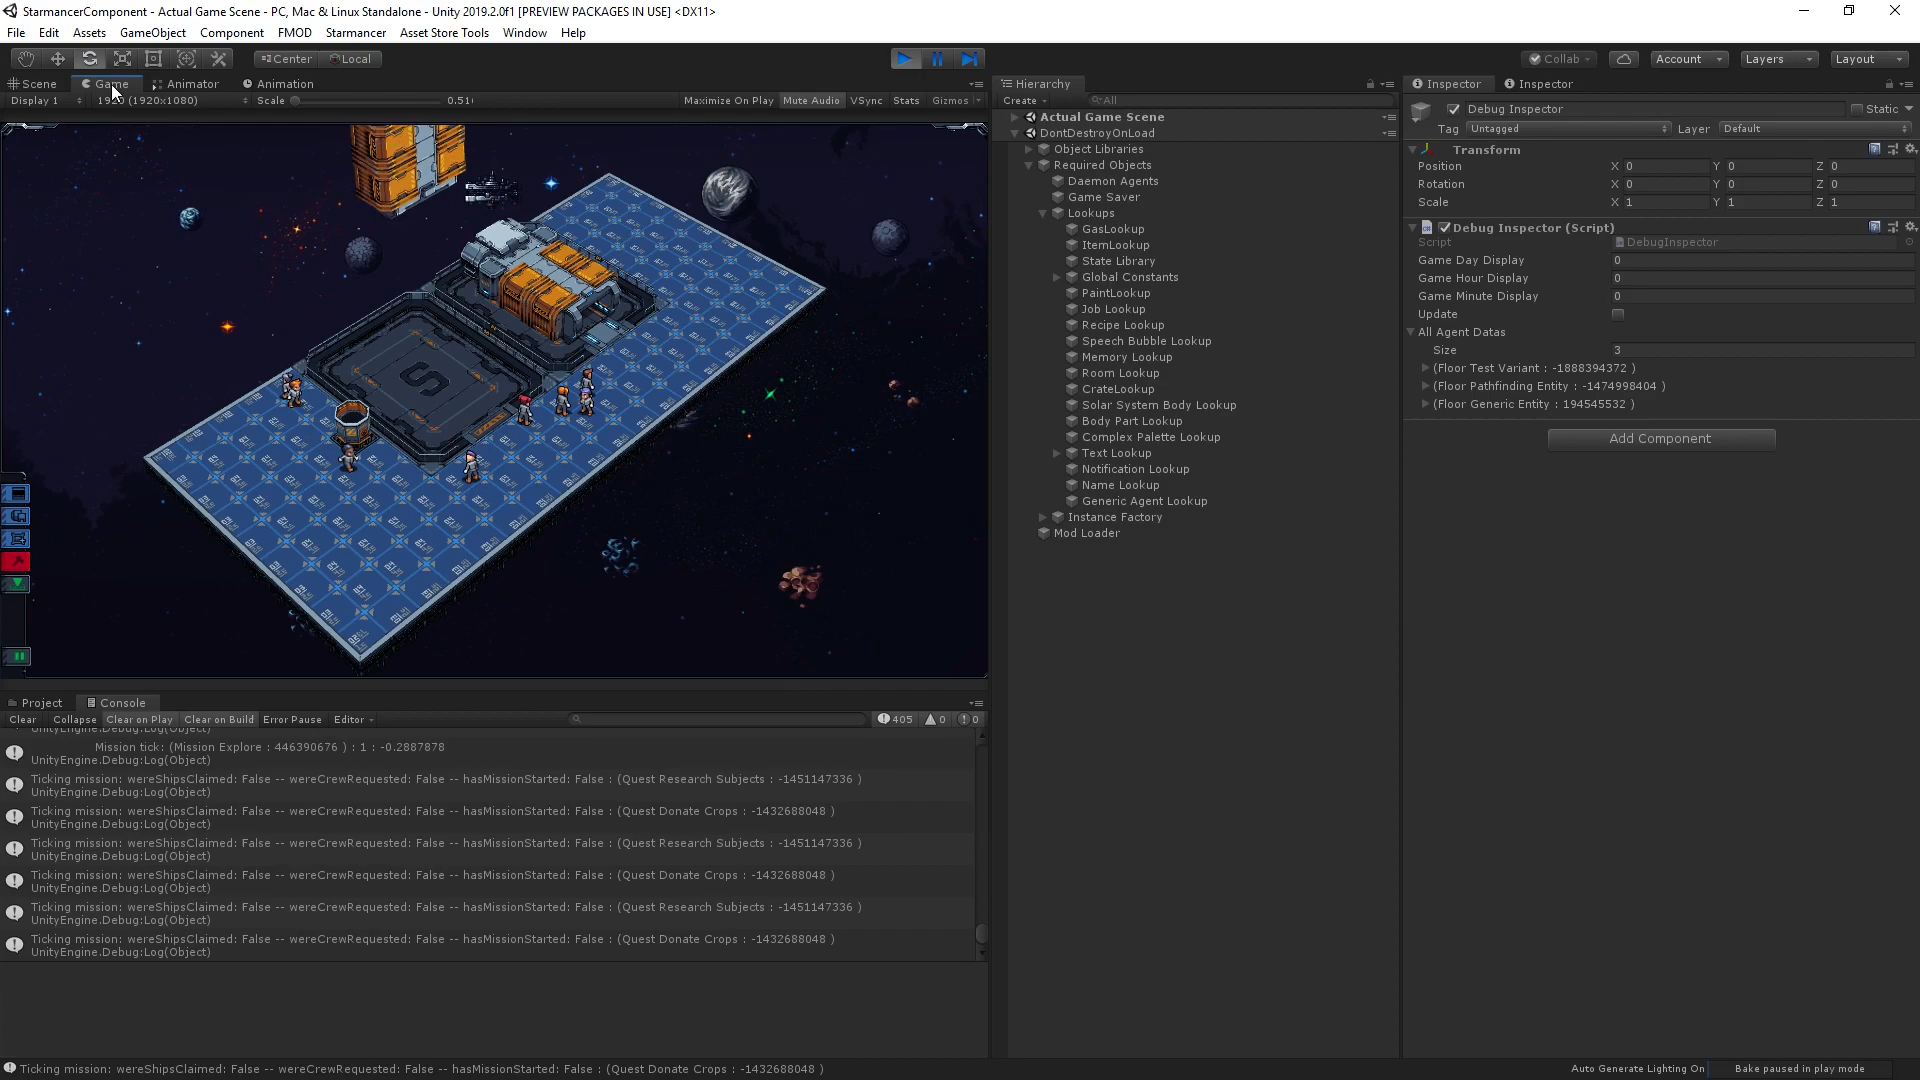 StarmancerComponent - Actual Game Scene - PC, Mac & Linux Standalone - Unity 2019.2.0f1 [PREVIEW PACKAGES IN USE] <DX11>
File Edit Assets GameObject Component FMOD Starmancer Asset Store Tools Window Help
Center Local Collab Account Layers Layout
Scene Game Animator Animation
Display 1 (1920x1080) Scale Maximize On Play Mute Audio VSync Stats Gizmos
S
Project Console
Clear Collapse Clear on Play Clear on Build Error Pause Editor 405 0 0
UnityEngine.Debug:Log(Object)
Mission tick: (Mission Explore : 446390676 ) : 1 : -0.2887878
UnityEngine.Debug:Log(Object)
Ticking mission: wereShipsClaimed: False -- wereCrewRequested: False -- hasMissionStarted: False : (Quest Research Subjects : -1451147336 )
UnityEngine.Debug:Log(Object)
Ticking mission: wereShipsClaimed: False -- wereCrewRequested: False -- hasMissionStarted: False : (Quest Donate Crops : -1432688048 )
UnityEngine.Debug:Log(Object)
Ticking mission: wereShipsClaimed: False -- wereCrewRequested: False -- hasMissionStarted: False : (Quest Research Subjects : -1451147336 )
UnityEngine.Debug:Log(Object)
Ticking mission: wereShipsClaimed: False -- wereCrewRequested: False -- hasMissionStarted: False : (Quest Donate Crops : -1432688048 )
UnityEngine.Debug:Log(Object)
Ticking mission: wereShipsClaimed: False -- wereCrewRequested: False -- hasMissionStarted: False : (Quest Research Subjects : -1451147336 )
UnityEngine.Debug:Log(Object)
Ticking mission: wereShipsClaimed: False -- wereCrewRequested: False -- hasMissionStarted: False : (Quest Donate Crops : -1432688048 )
UnityEngine.Debug:Log(Object)
Hierarchy
Create All
Actual Game Scene
DontDestroyOnLoad
Object Libraries
Required Objects
Daemon Agents
Game Saver
Lookups
GasLookup
ItemLookup
State Library
Global Constants
PaintLookup
Job Lookup
Recipe Lookup
Speech Bubble Lookup
Memory Lookup
Room Lookup
CrateLookup
Solar System Body Lookup
Body Part Lookup
Complex Palette Lookup
Text Lookup
Notification Lookup
Name Lookup
Generic Agent Lookup
Instance Factory
Mod Loader
Inspector Inspector
Debug Inspector Static
Tag Untagged Layer Default
Transform
Position X 0 Y 0 Z 0
Rotation X 0 Y 0 Z 0
Scale X 1 Y 1 Z 1
Debug Inspector (Script)
Script DebugInspector
Game Day Display 0
Game Hour Display 0
Game Minute Display 0
Update
All Agent Datas
Size 3
(Floor Test Variant : -1888394372 )
(Floor Pathfinding Entity : -1474998404 )
(Floor Generic Entity : 194545532 )
Add Component
Ticking mission: wereShipsClaimed: False -- wereCrewRequested: False -- hasMissionStarted: False : (Quest Donate Crops : -1432688048 )
Auto Generate Lighting On Bake paused in play mode